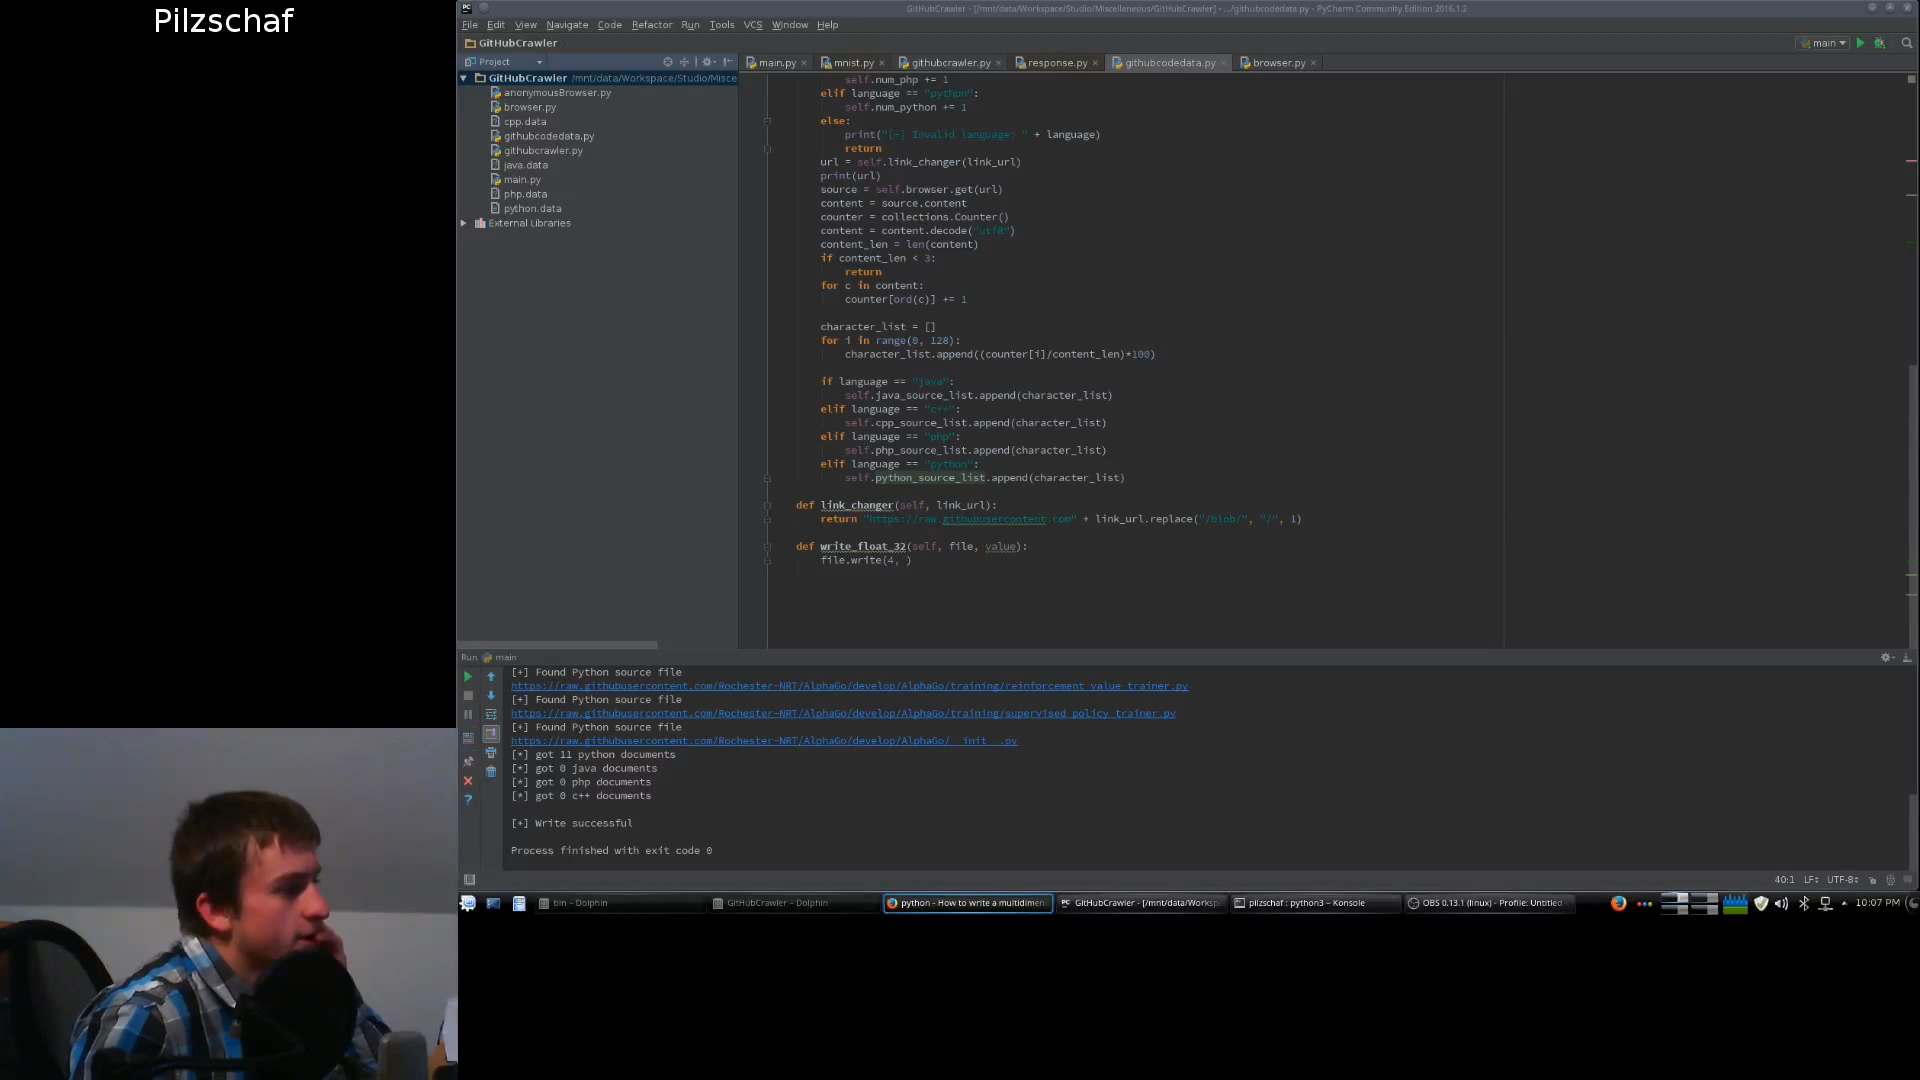 Pilzschaf
GitHubCrawler - [/mnt/data/Workspace/Studio/Miscellaneous/GitHubCrawler] - .../githubcodedata.py - PyCharm Community Edition 2016.1.2
File Edit View Navigate Code Refactor Run Tools VCS Window Help
GitHubCrawler
main
Project
main.py mnist.py githubcrawler.py response.py githubcodedata.py browser.py
GitHubCrawler /mnt/data/Workspace/Studio/Misce
anonymousBrowser.py
browser.py
cpp.data
githubcodedata.py
githubcrawler.py
java.data
main.py
php.data
python.data
External Libraries
self.num_php += 1
elif language == "python":
self.num_python += 1
else:
print("[-] Invalid language: " + language)
return
url = self.link_changer(link_url)
print(url)
source = self.browser.get(url)
content = source.content
counter = collections.Counter()
content = content.decode("utf8")
content_len = len(content)
if content_len < 3:
return
for c in content:
counter[ord(c)] += 1
character_list = []
for i in range(0, 128):
character_list.append((counter[i]/content_len)*100)
if language == "java":
self.java_source_list.append(character_list)
elif language == "c++":
self.cpp_source_list.append(character_list)
elif language == "php":
self.php_source_list.append(character_list)
elif language == "python":
self.python_source_list.append(character_list)
def link_changer(self, link_url):
return "https://raw.githubusercontent.com" + link_url.replace("/blob/", "/", 1)
def write_float_32(self, file, value):
file.write(4, )
Run main
[+] Found Python source file
https://raw.githubusercontent.com/Rochester-NRT/AlphaGo/develop/AlphaGo/training/reinforcement_value_trainer.py
[+] Found Python source file
https://raw.githubusercontent.com/Rochester-NRT/AlphaGo/develop/AlphaGo/training/supervised_policy_trainer.py
[+] Found Python source file
https://raw.githubusercontent.com/Rochester-NRT/AlphaGo/develop/AlphaGo/__init__.py
[*] got 11 python documents
[*] got 0 java documents
[*] got 0 php documents
[*] got 0 c++ documents
[+] Write successful
Process finished with exit code 0
40:1 LF÷ UTF-8÷
bin – Dolphin GitHubCrawler – Dolphin python - How to write a multidimen GitHubCrawler - [/mnt/data/Worksp pilzschaf : python3 – Konsole OBS 0.13.1 (linux) - Profile: Untitled 10:07 PM